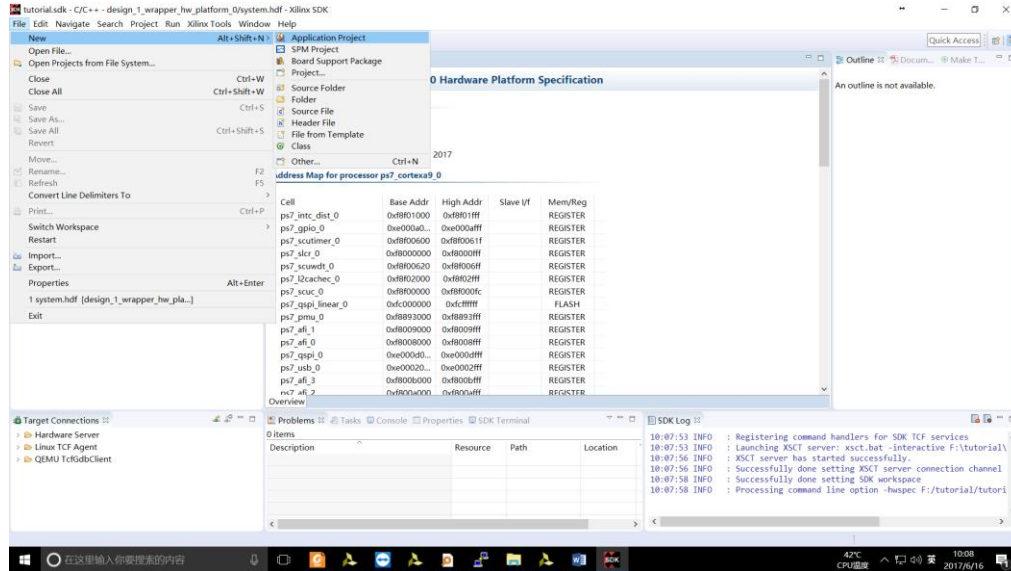 tutorial.sdk - C/C++ - design_1_wrapper_hw_platform_0/system.hdf - Xilinx SDK
File Edit Navigate Search Project Run Xilinx Tools Window Help
Quick Access
New Alt+Shift+N >
Open File...
Open Projects from File System...
Close Ctrl+W
Close All Ctrl+Shift+W
Save Ctrl+S
Save As...
Save All Ctrl+Shift+S
Revert
Move...
Rename... F2
Refresh F5
Convert Line Delimiters To >
Print... Ctrl+P
Switch Workspace >
Restart
Import...
Export...
Properties Alt+Enter
1 system.hdf [design_1_wrapper_hw_pla...]
Exit
Application Project
SPM Project
Board Support Package
Project...
Source Folder
Folder
Source File
Header File
File from Template
Class
Other... Ctrl+N
0 Hardware Platform Specification
2017
Address Map for processor ps7_cortexa9_0
Cell Base Addr High Addr Slave I/f Mem/Reg
ps7_intc_dist_0 0xf8f01000 0xf8f01fff REGISTER
ps7_gpio_0 0xe000a0... 0xe000afff REGISTER
ps7_scutimer_0 0xf8f00600 0xf8f0061f REGISTER
ps7_slcr_0 0xf8000000 0xf8000fff REGISTER
ps7_scuwdt_0 0xf8f00620 0xf8f006ff REGISTER
ps7_l2cachec_0 0xf8f02000 0xf8f02fff REGISTER
ps7_scuc_0 0xf8f00000 0xf8f000fc REGISTER
ps7_qspi_linear_0 0xfc000000 0xfcffffff FLASH
ps7_pmu_0 0xf8893000 0xf8893fff REGISTER
ps7_afi_1 0xf8009000 0xf8009fff REGISTER
ps7_afi_0 0xf8008000 0xf8008fff REGISTER
ps7_qspi_0 0xe000d0... 0xe000dfff REGISTER
ps7_usb_0 0xe00020... 0xe0002fff REGISTER
ps7_afi_3 0xf800b000 0xf800bfff REGISTER
ps7_afi_2 0xf800a000 0xf800afff REGISTER
Overview
Outline Docum... Make T...
An outline is not available.
Target Connections
Hardware Server
Linux TCF Agent
QEMU TcfGdbClient
Problems Tasks Console Properties SDK Terminal
0 items
Description Resource Path Location
SDK Log
10:07:53 INFO : Registering command handlers for SDK TCF services
10:07:53 INFO : Launching XSCT server: xsct.bat -interactive F:\tutorial\
10:07:56 INFO : XSCT server has started successfully.
10:07:56 INFO : Successfully done setting XSCT server connection channel
10:07:58 INFO : Successfully done setting SDK workspace
10:07:58 INFO : Processing command line option -hwspec F:/tutorial/tutori
在这里输入你要搜索的内容
SDK
42℃
CPU温度
英
10:08
2017/6/16